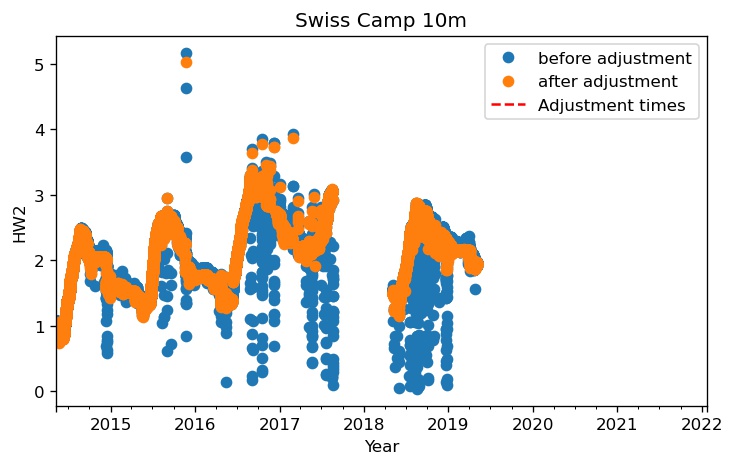 Swiss Camp 10m
before adjustment
after adjustment
Adjustment times
HW2
5
4
3
2
1
0
2015 2016 2017 2018 2019 2020 2021 2022
Year